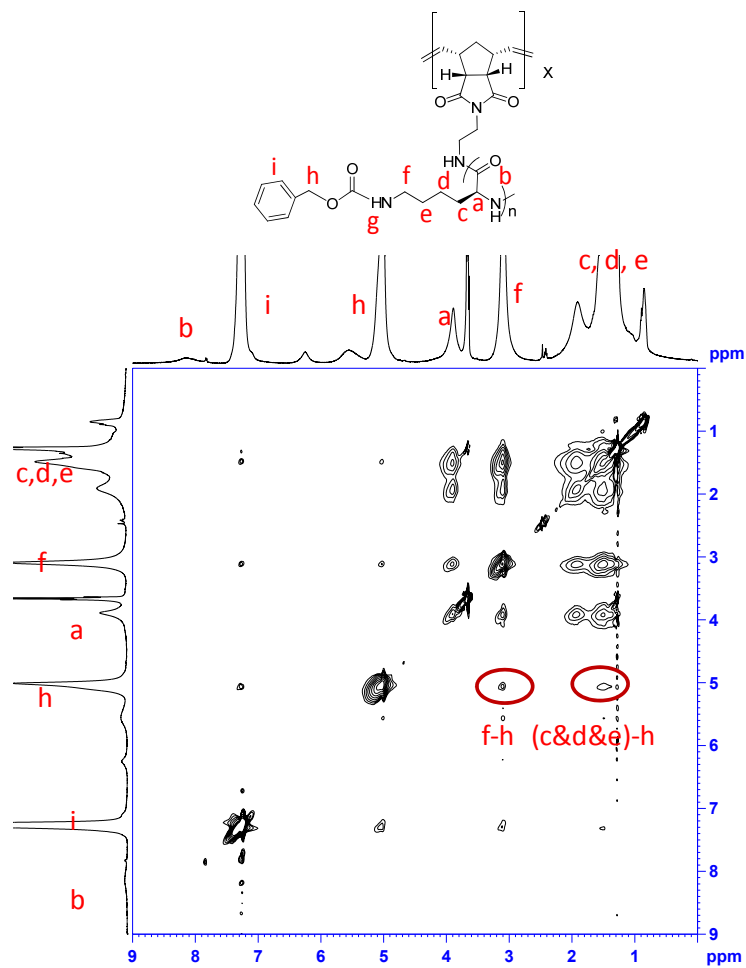 X
H H
O N O
i h O f HN O
d b
O NH a N
g e c H n
c, d, e
i h f
b a
ppm
1
c,d,e
2
f 3
a 4
h 5
f-h (c&d&e)-h
6
i 7
b 8
9
9 8 7 6 5 4 3 2 1 ppm